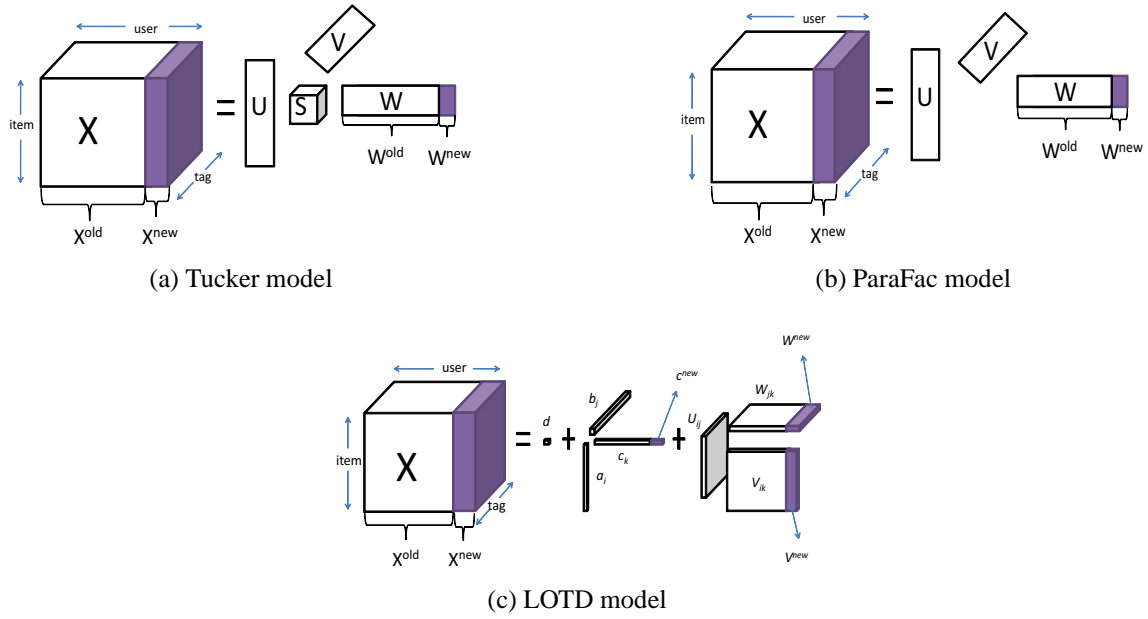 user
item
X
tag
X^old
X^new
=
U
S
V
W
W^old
W^new
(a) Tucker model
user
item
X
tag
X^old
X^new
=
U
V
W
W^old
W^new
(b) ParaFac model
user
item
X
tag
X^old
X^new
=
d
+
b_j
a_i
c_k
c^new
+
U_ij
W_jk
W^new
V_ik
V^new
(c) LOTD model